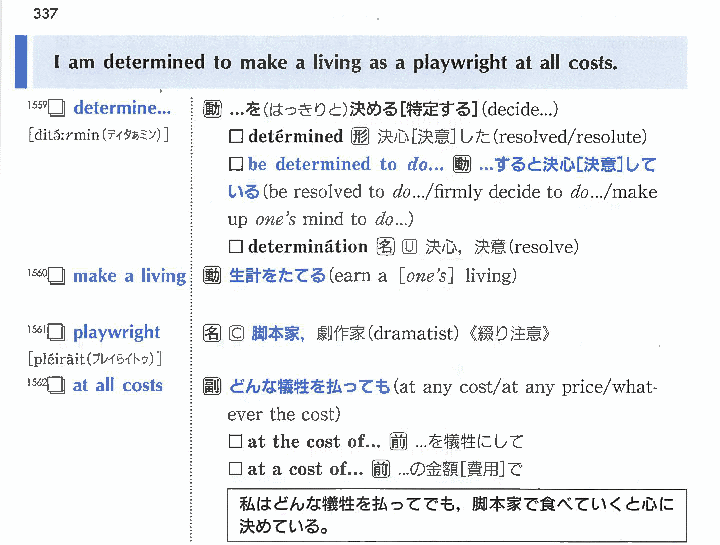 337
I am determined to make a living as a playwright at all costs.
1559□ determine... 動 ...を(はっきりと)決める[特定する](decide...)
[ditə́ːrmin(ディタぁミン)] □ detérmined 形 決心[決意]した(resolved/resolute)
□ be determined to do... 動 ...すると決心[決意]して
いる(be resolved to do.../firmly decide to do.../make
up one's mind to do...)
□ determinátion 名 U 決心，決意(resolve)
1560□ make a living 動 生計をたてる(earn a [one's] living)
1561□ playwright 名 C 脚本家，劇作家(dramatist)《綴り注意》
[pléiràit(プレイらイトゥ)]
1562□ at all costs 副 どんな犠牲を払っても(at any cost/at any price/what-
ever the cost)
□ at the cost of... 前 ...を犠牲にして
□ at a cost of... 前 ...の金額[費用]で
私はどんな犠牲を払ってでも，脚本家で食べていくと心に
決めている。